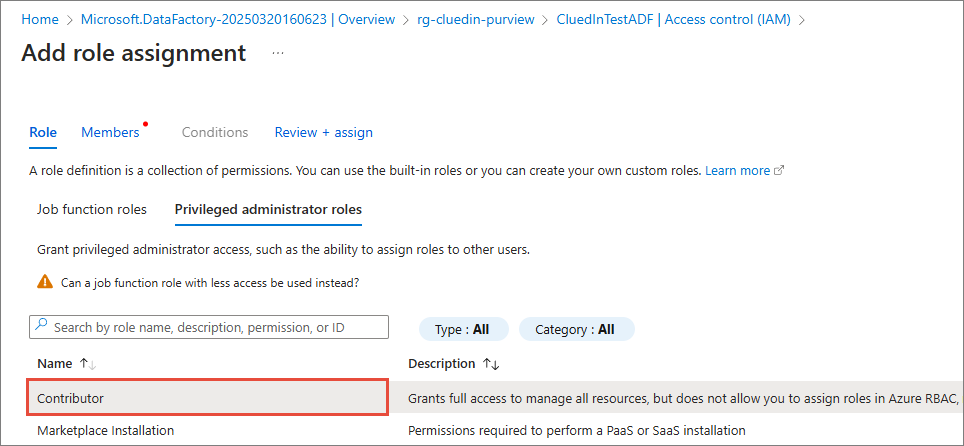 Home > Microsoft.DataFactory-20250320160623 | Overview > rg-cluedin-purview > CluedInTestADF | Access control (IAM) >
Add role assignment ...
Role Members Conditions Review + assign
A role definition is a collection of permissions. You can use the built-in roles or you can create your own custom roles. Learn more
Job function roles Privileged administrator roles
Grant privileged administrator access, such as the ability to assign roles to other users.
Can a job function role with less access be used instead?
Search by role name, description, permission, or ID Type : All Category : All
Name ↑↓ Description ↑↓
Contributor Grants full access to manage all resources, but does not allow you to assign roles in Azure RBAC,
Marketplace Installation Permissions required to perform a PaaS or SaaS installation